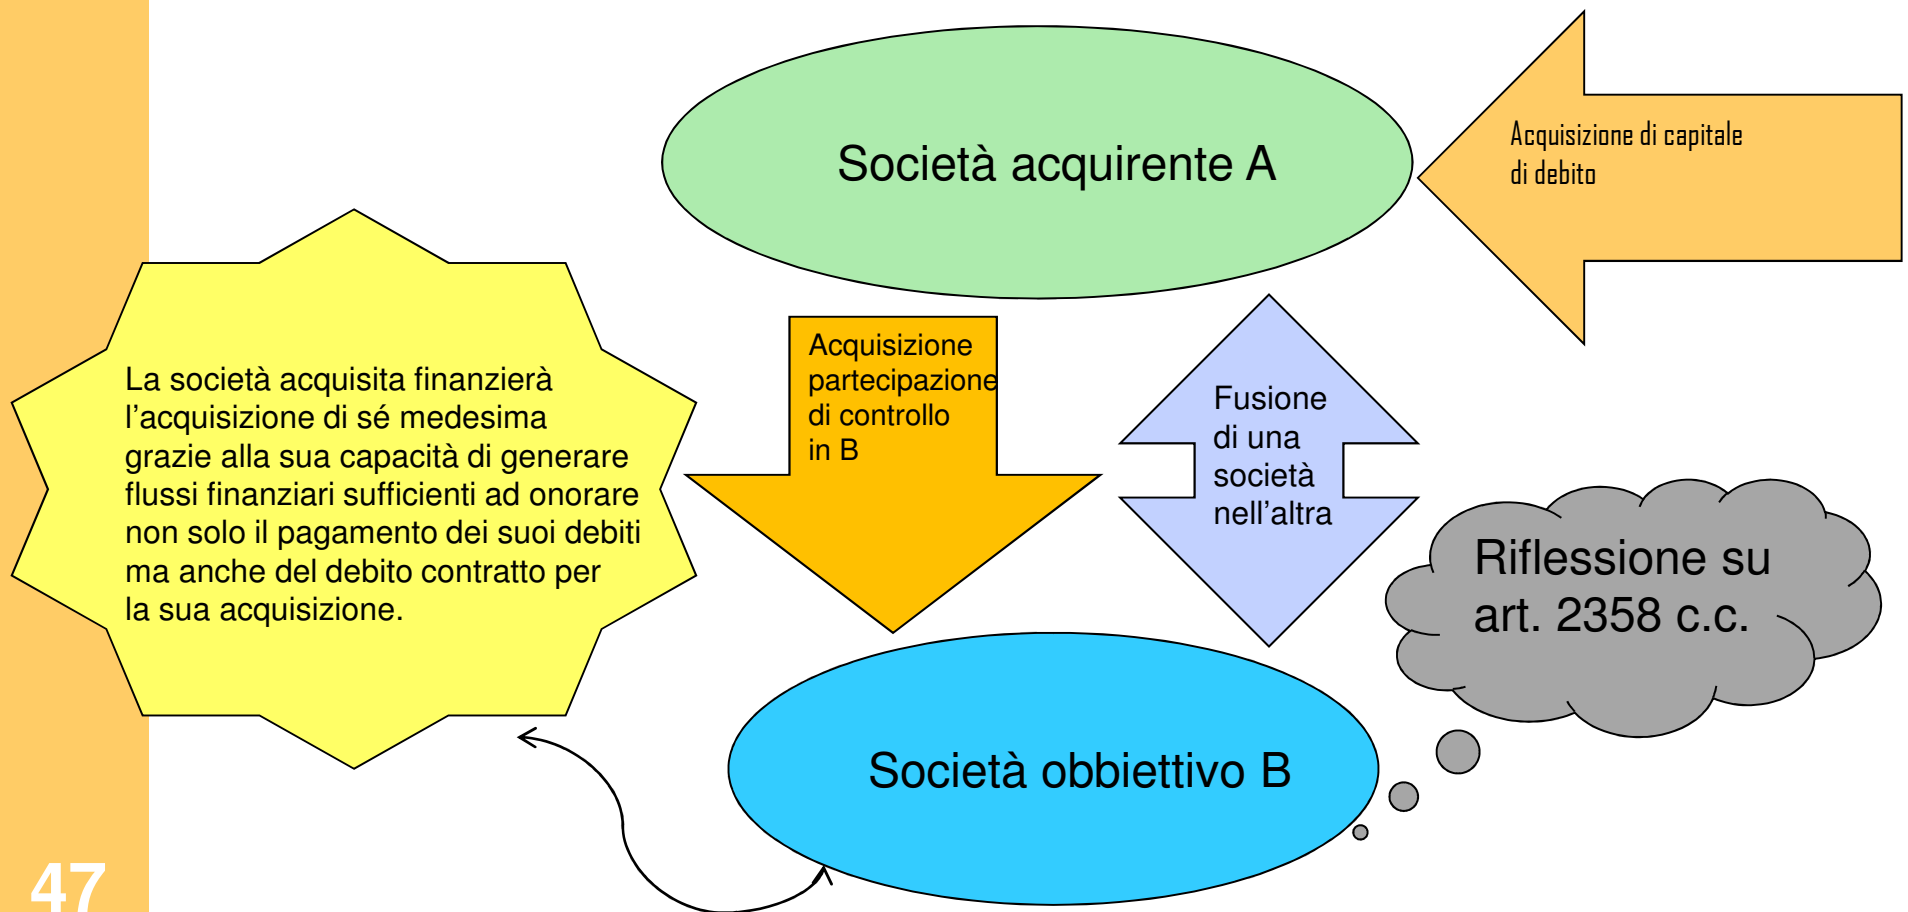 Società acquirente A
Acquisizione di capitale
di debito
Acquisizione
partecipazione
di controllo
in B
Fusione
di una
società
nell'altra
La società acquisita finanzierà
l'acquisizione di sé medesima
grazie alla sua capacità di generare
flussi finanziari sufficienti ad onorare
non solo il pagamento dei suoi debiti
ma anche del debito contratto per
la sua acquisizione.
Riflessione su
art. 2358 c.c.
Società obbiettivo B
47